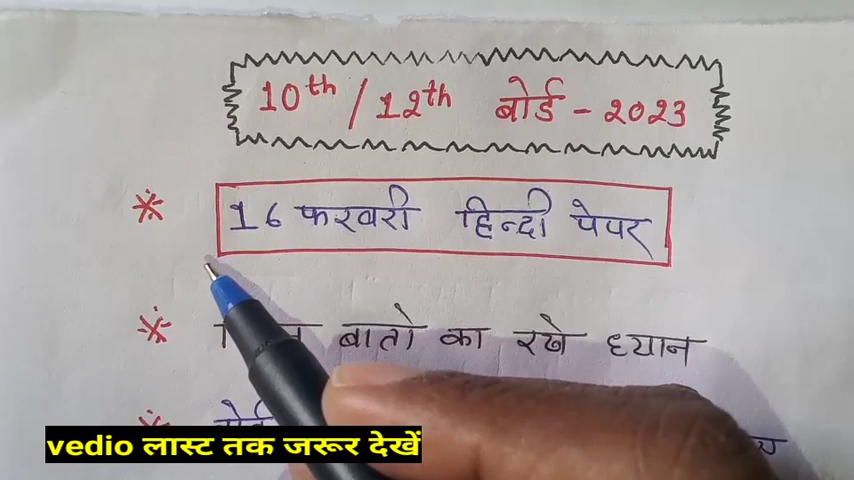 10th / 12th बोर्ड - 2023
* 16 फरवरी हिन्दी पेपर
* बातो का रखे ध्यान
*
vedio लास्ट तक जरूर देखें